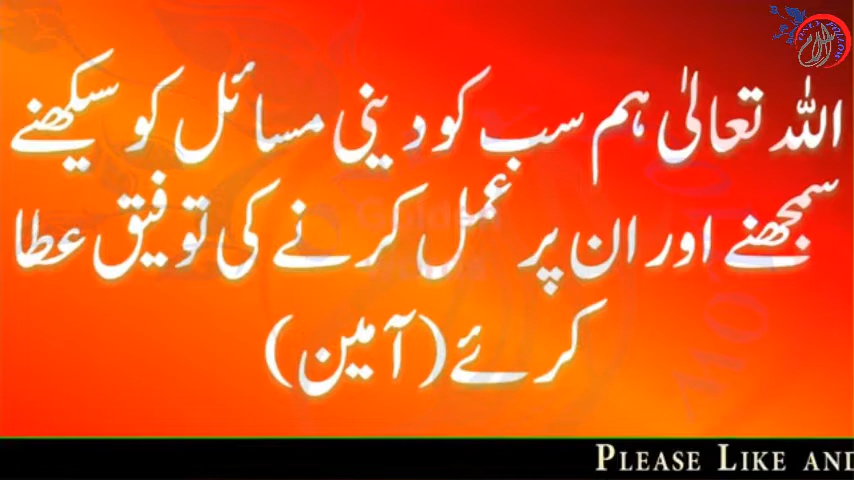 اللہ تعالیٰ ہم سب کو دینی مسائل کو سیکھنے
سمجھنے اور ان پر عمل کرنے کی توفیق عطا
کرئے (آمین)
PLEASE LIKE AND